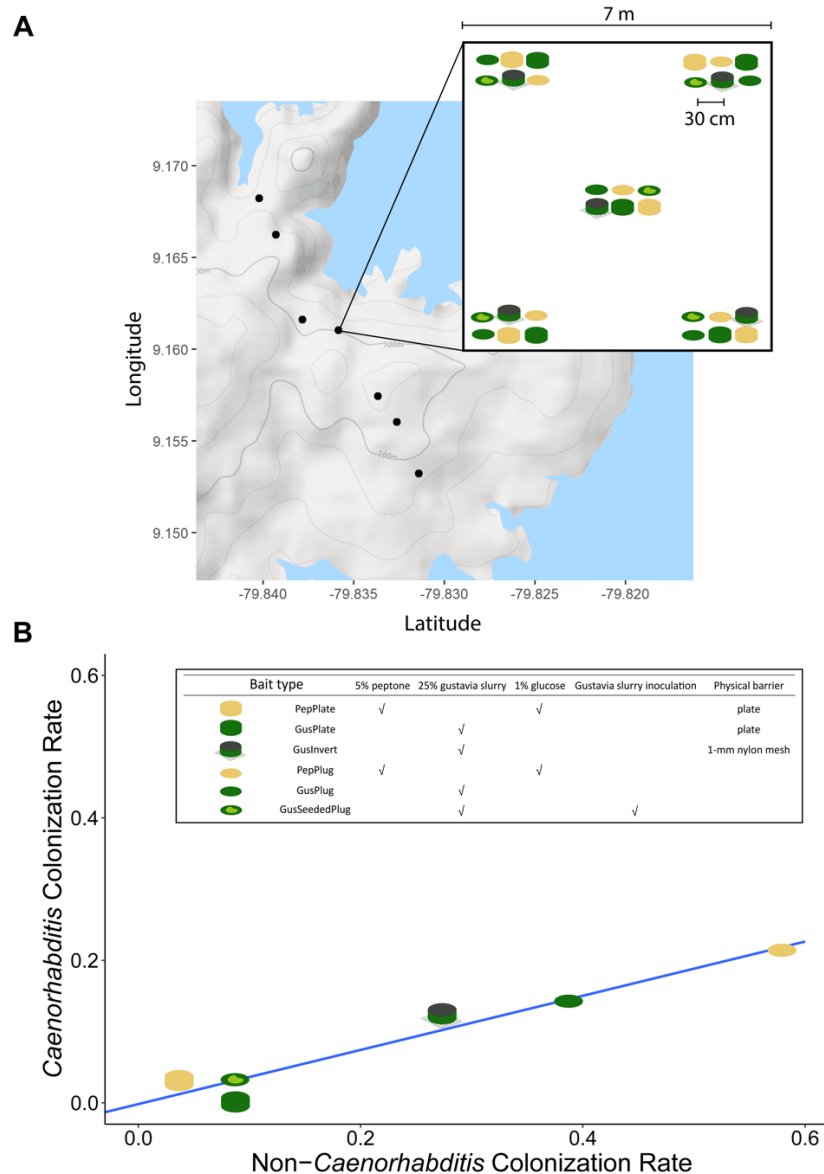 A
7 m
30 cm
9.170
9.165
9.160
9.155
9.150
Longitude
100m
100m
-79.840 -79.835 -79.830 -79.825 -79.820
Latitude
B
Bait type 5% peptone 25% gustavia slurry 1% glucose Gustavia slurry inoculation Physical barrier
PepPlate √ √ plate
GusPlate √ plate
GusInvert √ 1-mm nylon mesh
PepPlug √ √
GusPlug √
GusSeededPlug √ √
0.6
0.4
0.2
0.0
Caenorhabditis Colonization Rate
0.0 0.2 0.4 0.6
Non−Caenorhabditis Colonization Rate